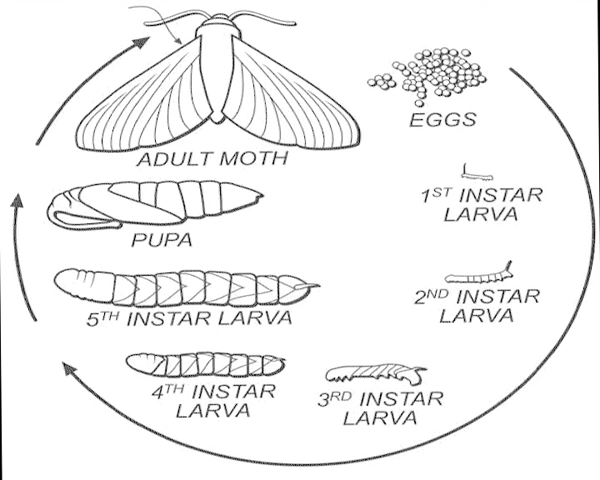 ADULT MOTH
EGGS
1ST INSTAR
LARVA
2ND INSTAR
LARVA
3RD INSTAR
LARVA
4TH INSTAR
LARVA
5TH INSTAR LARVA
PUPA